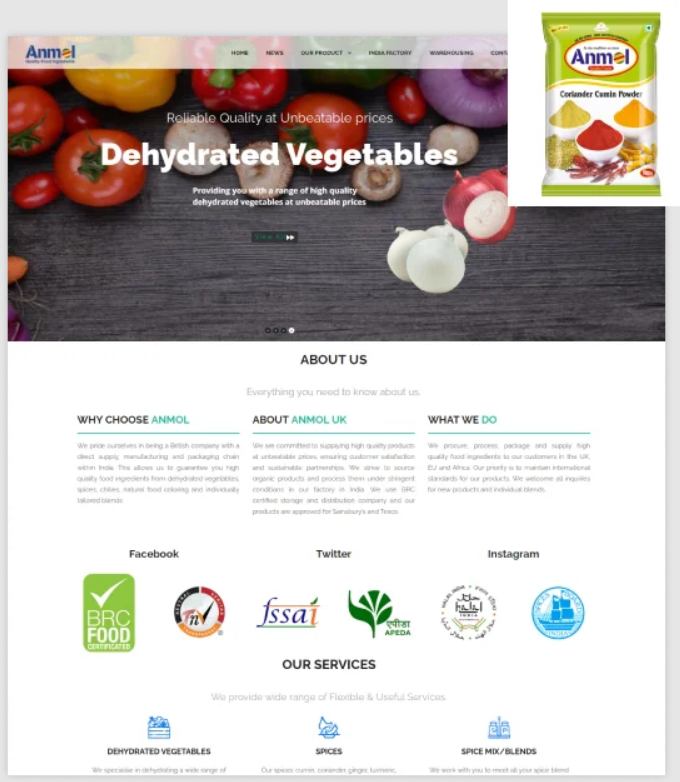 Anmol
Quality Food Ingredients
HOME NEWS OUR PRODUCT INDIA FACTORY WAREHOUSING
Anmol
Coriander Cumin Powder
Reliable Quality at Unbeatable prices
Dehydrated Vegetables
Providing you with a range of high quality
dehydrated vegetables at unbeatable prices
View All
ABOUT US
Everything you need to know about us.
WHY CHOOSE ANMOL
We pride ourselves in being a British company with a
direct supply, manufacturing and packaging chain
within India. This allows us to guarantee you high
quality food ingredients from dehydrated vegetables,
spices, chilies, natural food coloring and individually
tailored blends.
ABOUT ANMOL UK
We are committed to supplying high quality products
at unbeatable prices, ensuring customer satisfaction
and sustainable partnerships. We strive to source
organic products and process them under stringent
conditions in our factory in India. We use BRC
certified storage and distribution company and our
products are approved for Sainsbury's and Tesco.
WHAT WE DO
We procure, process, package and supply high
quality food ingredients to our customers in the UK,
EU and Africa. Our priority is to maintain international
standards for our products. We welcome all inquiries
for new products and individual blends.
Facebook
Twitter
Instagram
BRC
FOOD
CERTIFICATED
fssai
एपीडा
APEDA
HALAL INDIA
حلال
INDIA
OUR SERVICES
We provide wide range of Flexible & Useful Services.
DEHYDRATED VEGETABLES
SPICES
SPICE MIX/BLENDS
We specialise in dehydrating a wide range of
Our spices cumin, coriander, ginger, turmeric,
We work with you to meet all your spice blend